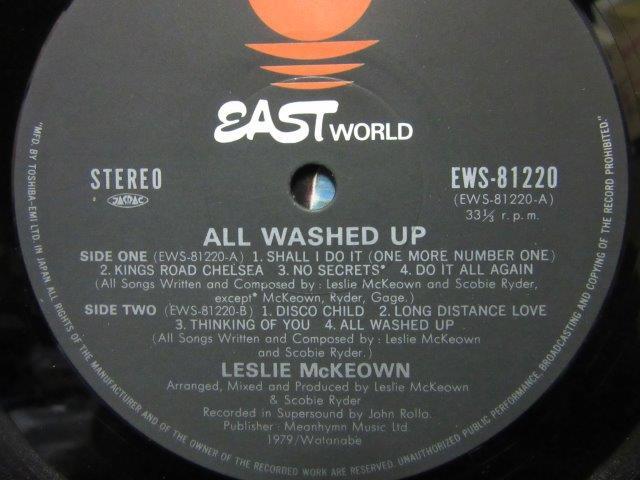 EAST WORLD
STEREO
JASRAC
EWS-81220
(EWS-81220-A)
33⅓ r.p.m.
ALL WASHED UP
SIDE ONE (EWS-81220-A) 1. SHALL I DO IT (ONE MORE NUMBER ONE)
2. KINGS ROAD CHELSEA 3. NO SECRETS* 4. DO IT ALL AGAIN
(All Songs Written and Composed by: Leslie McKeown and Scobie Ryder,
except* McKeown, Ryder, Gage.)
SIDE TWO (EWS-81220-B) 1. DISCO CHILD 2. LONG DISTANCE LOVE
3. THINKING OF YOU 4. ALL WASHED UP
(All Songs Written and Composed by: Leslie McKeown
and Scobie Ryder.)
LESLIE McKEOWN
Arranged, Mixed and Produced by Leslie McKeown
& Scobie Ryder
Recorded in Supersound by John Rolla.
Publisher: Meanhymn Music Ltd.
1979/Watanabe
"MFD. BY TOSHIBA-EMI LTD. IN JAPAN ALL RIGHTS OF THE MANUFACTURER AND OF THE OWNER OF THE RECORDED WORK ARE RESERVED. UNAUTHORIZED PUBLIC PERFORMANCE, BROADCASTING AND COPYING OF THE RECORD PROHIBITED."